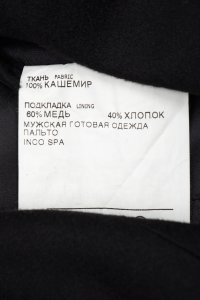 ТКАНЬ FABRIC
100% КАШЕМИР
ПОДКЛАДКА LINING
60% МЕДЬ 40% ХЛОПОК
МУЖСКАЯ ГОТОВАЯ ОДЕЖДА
ПАЛЬТО
INCO SPA